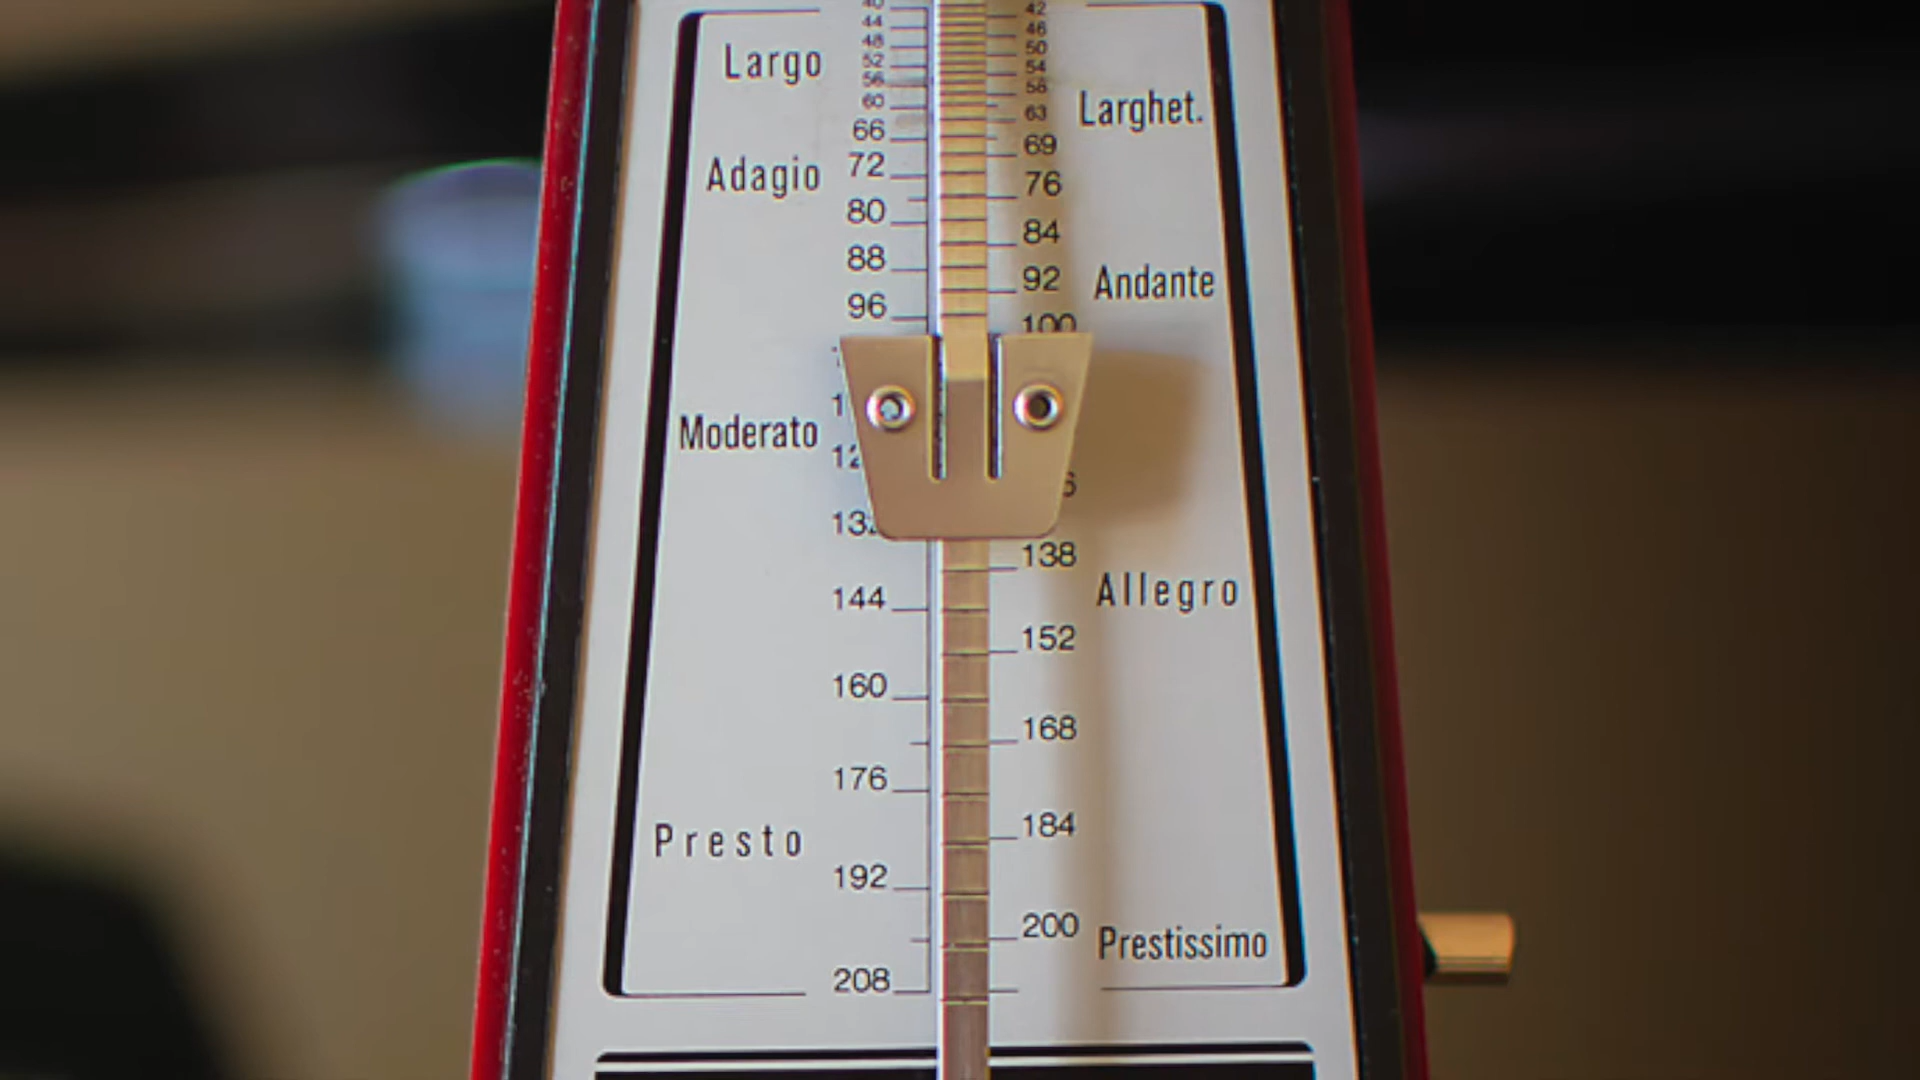 40 42
44 46
Largo 48 50
52 54
56 58
60 63 Larghet.
66 69
Adagio 72 76
80 84
88 92 Andante
96 100
Moderato
138
144 Allegro
152
160
168
176
184
Presto
192
200 Prestissimo
208